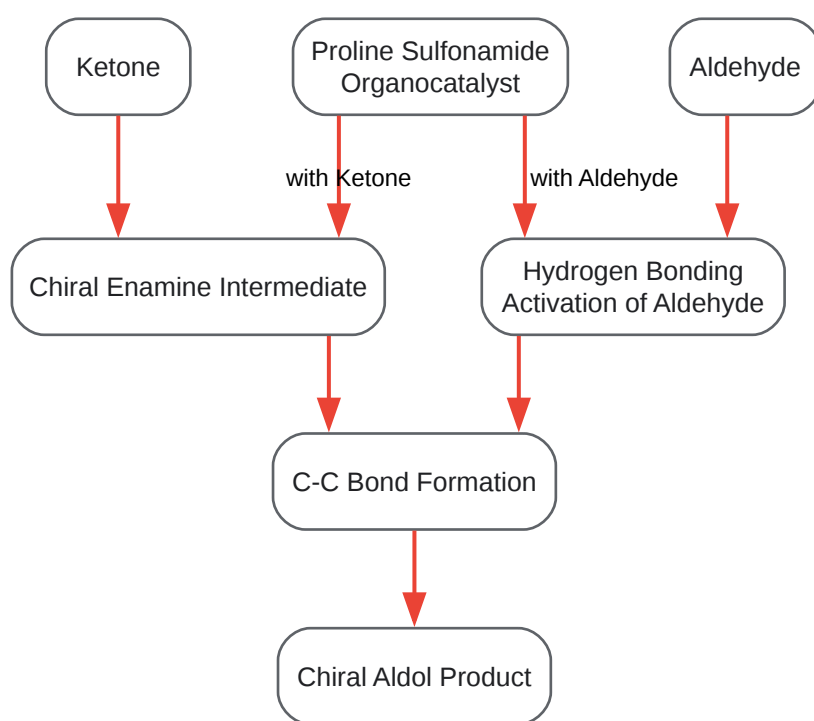 Ketone
Proline Sulfonamide
Organocatalyst
Aldehyde
with Ketone
with Aldehyde
Chiral Enamine Intermediate
Hydrogen Bonding
Activation of Aldehyde
C-C Bond Formation
Chiral Aldol Product